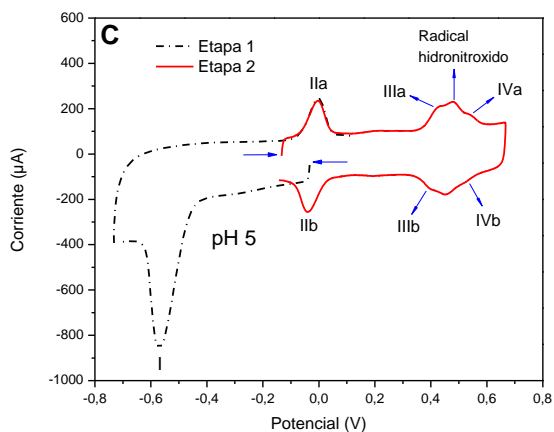 C
Etapa 1
Etapa 2
Radical
hidronitroxido
IIa
IIIa
IVa
IIb
IIIb
IVb
pH 5
I
Corriente (µA)
600
400
200
0
-200
-400
-600
-800
-1000
-0,8 -0,6 -0,4 -0,2 0,0 0,2 0,4 0,6 0,8
Potencial (V)